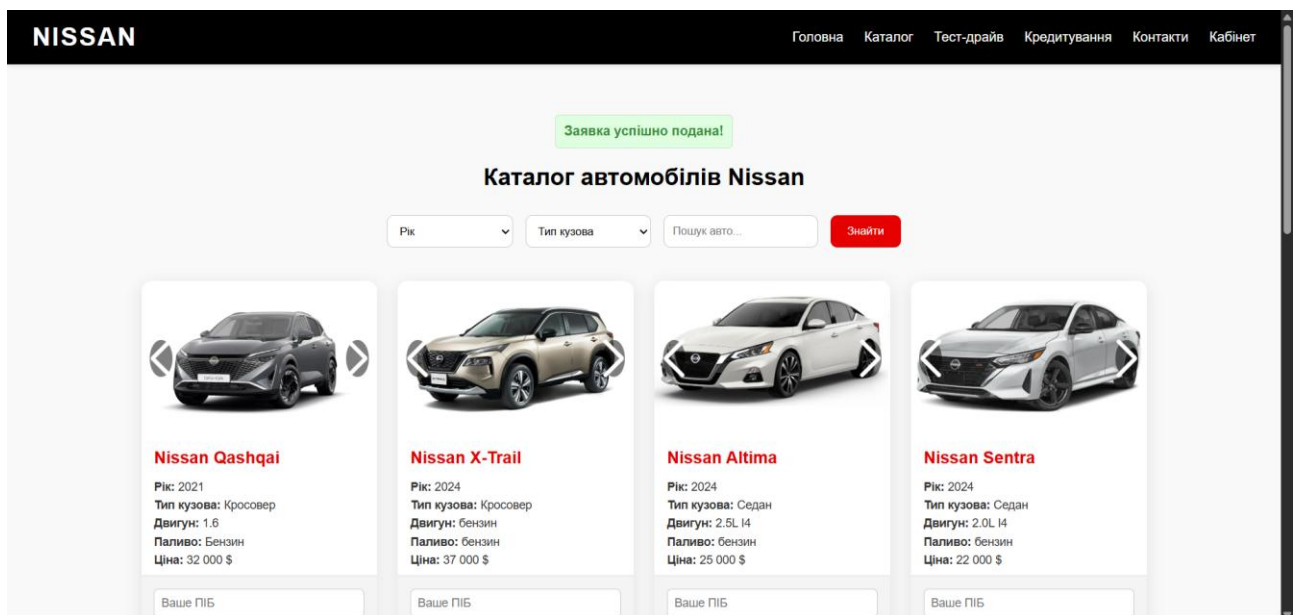 NISSAN
Головна Каталог Тест-драйв Кредитування Контакти Кабінет
Заявка успішно подана!
Каталог автомобілів Nissan
Рік Тип кузова Пошук авто... Знайти
Nissan Qashqai
Рік: 2021
Тип кузова: Кросовер
Двигун: 1.6
Паливо: Бензин
Ціна: 32 000 $
Ваше ПІБ
Nissan X-Trail
Рік: 2024
Тип кузова: Кросовер
Двигун: бензин
Паливо: бензин
Ціна: 37 000 $
Ваше ПІБ
Nissan Altima
Рік: 2024
Тип кузова: Седан
Двигун: 2.5L I4
Паливо: бензин
Ціна: 25 000 $
Ваше ПІБ
Nissan Sentra
Рік: 2024
Тип кузова: Седан
Двигун: 2.0L I4
Паливо: бензин
Ціна: 22 000 $
Ваше ПІБ